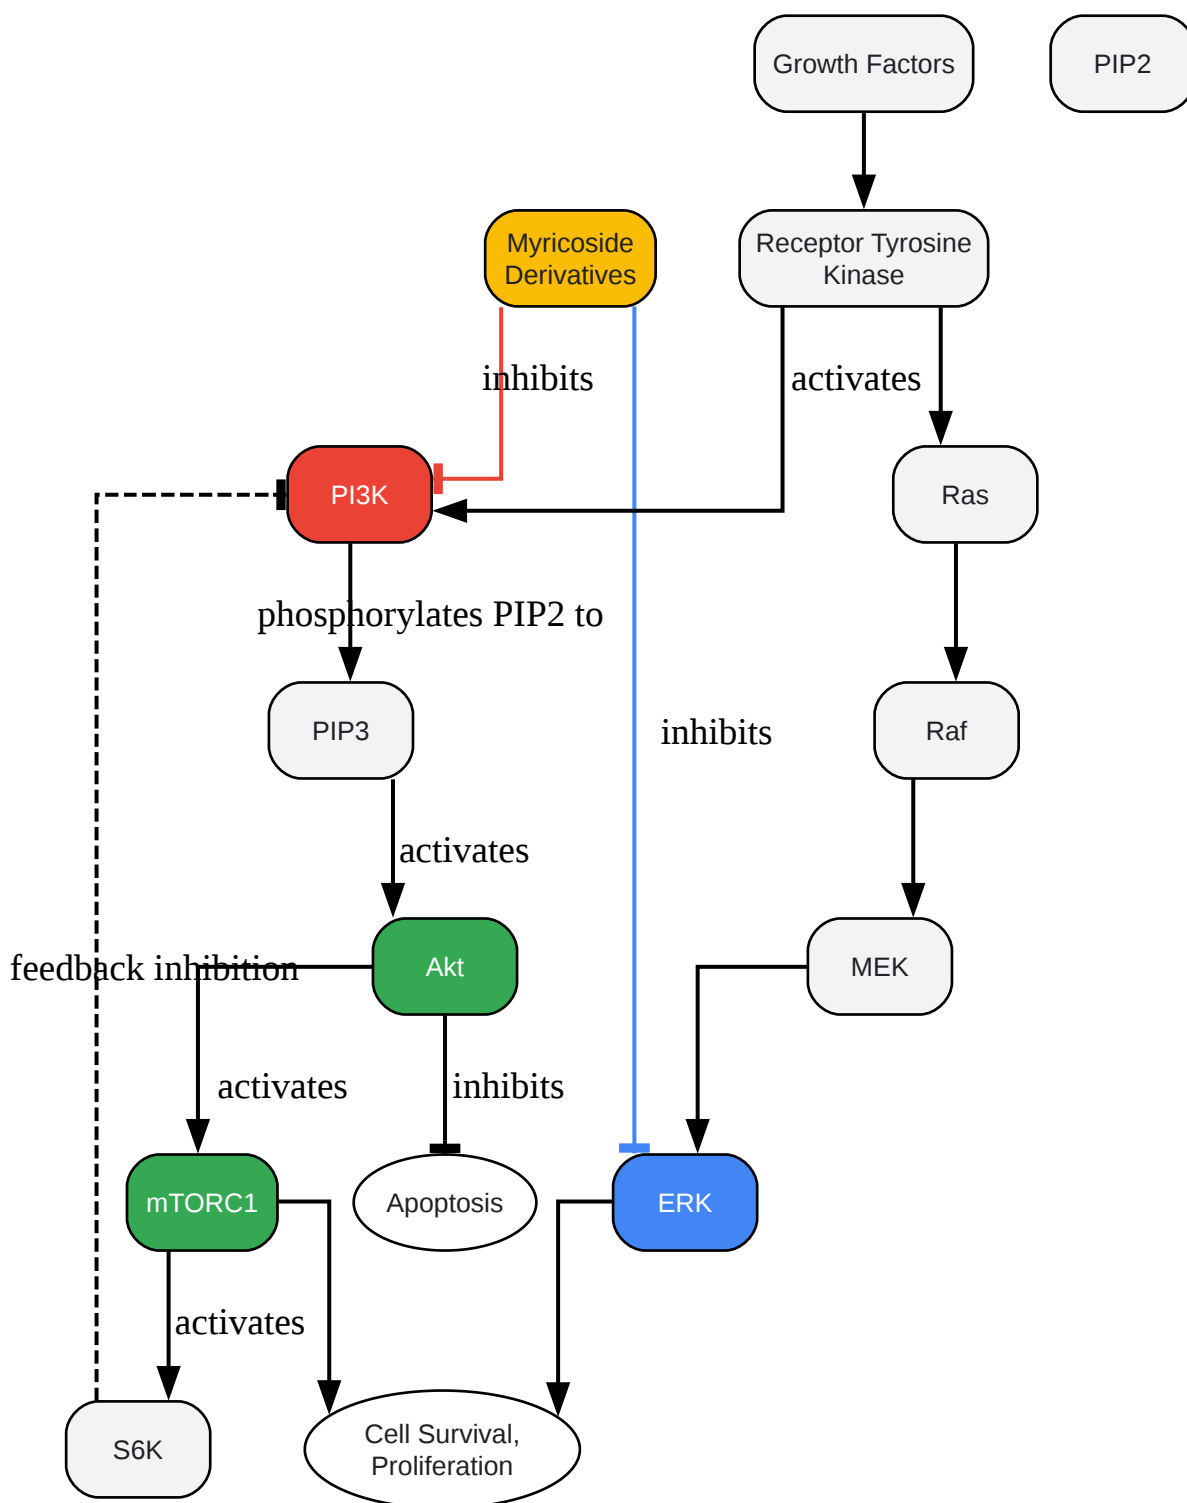 Growth Factors
PIP2
Myricoside
Derivatives
Receptor Tyrosine
Kinase
inhibits
activates
PI3K
Ras
phosphorylates PIP2 to
PIP3
inhibits
Raf
activates
feedback inhibition
Akt
MEK
activates
inhibits
mTORC1
Apoptosis
ERK
activates
S6K
Cell Survival,
Proliferation